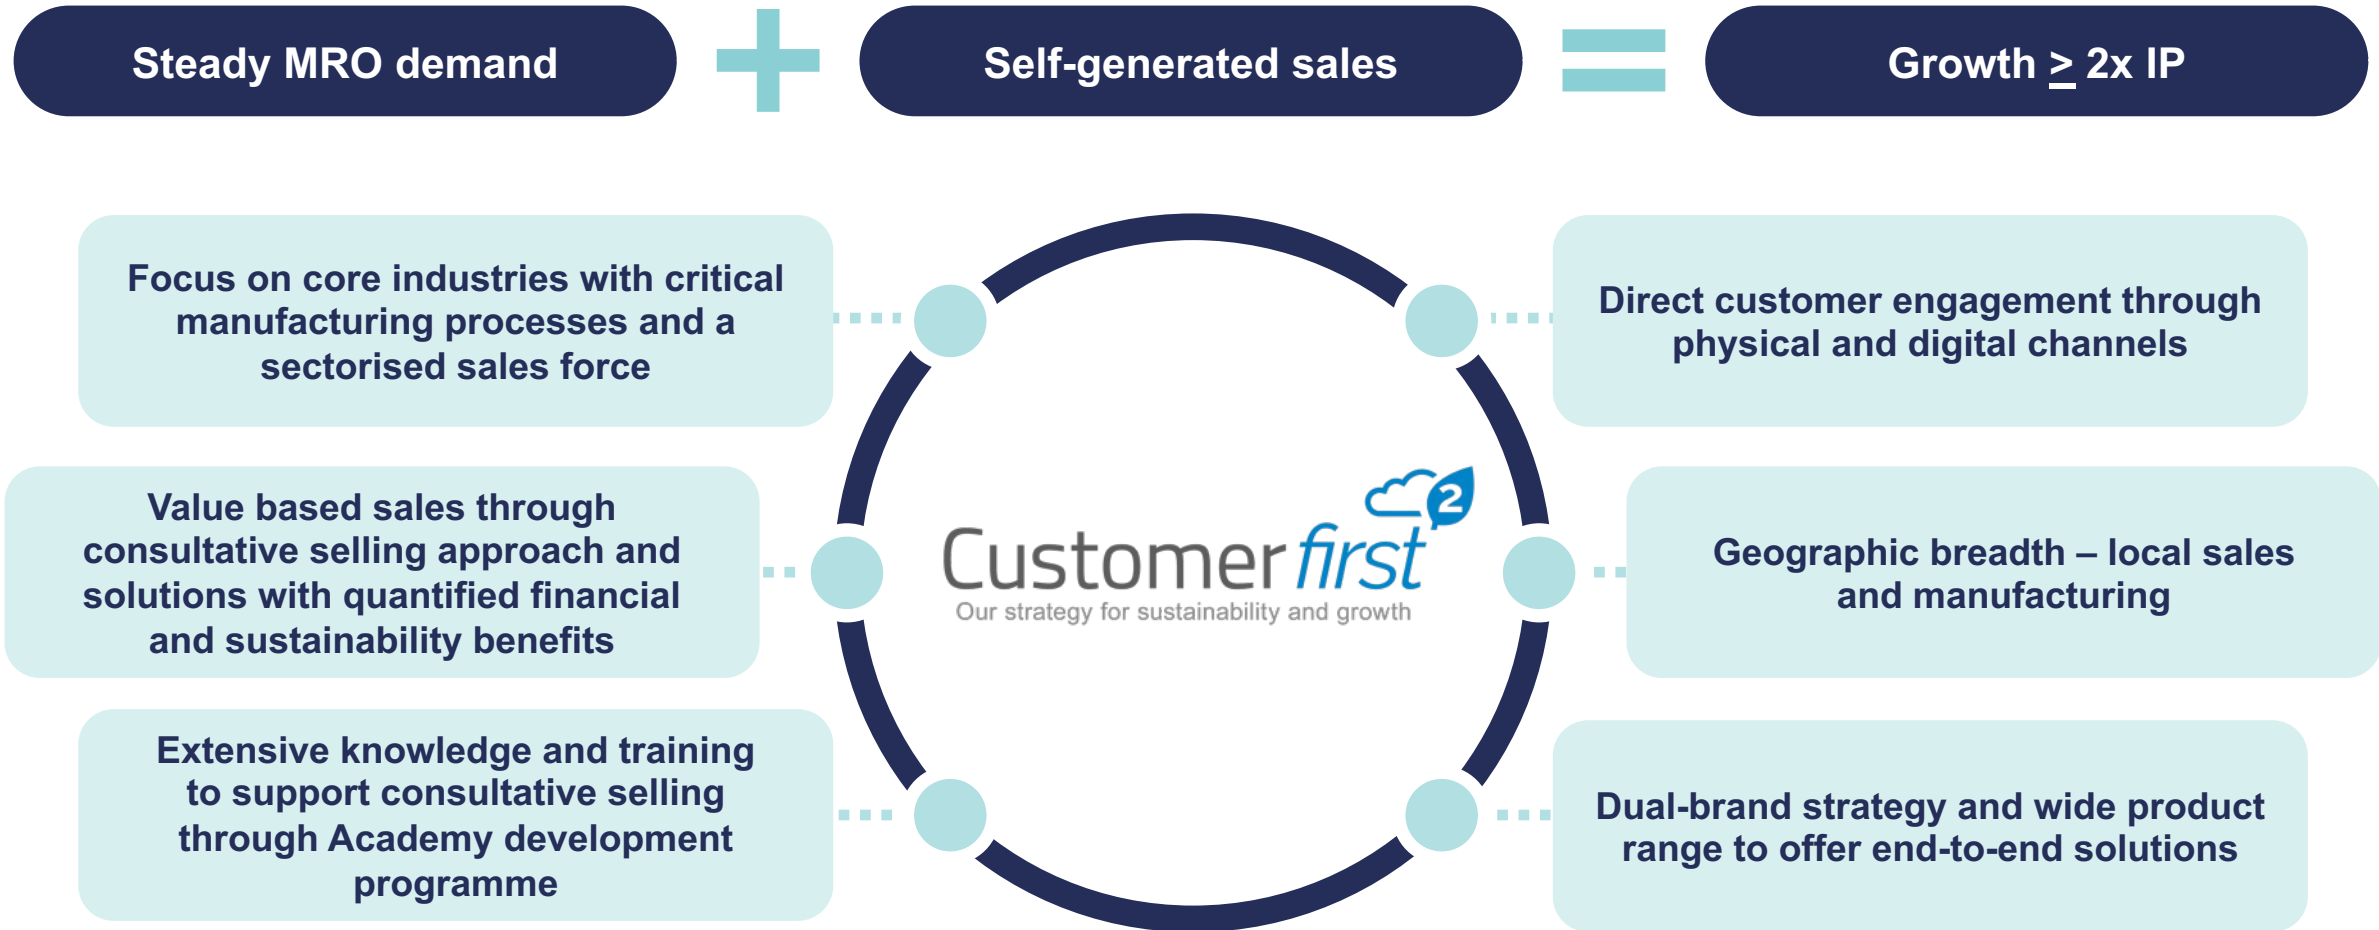 Steady MRO demand
+
Self-generated sales
=
Growth ≥ 2x IP
Focus on core industries with critical
manufacturing processes and a
sectorised sales force
Value based sales through
consultative selling approach and
solutions with quantified financial
and sustainability benefits
Extensive knowledge and training
to support consultative selling
through Academy development
programme
Customer first 2
Our strategy for sustainability and growth
Direct customer engagement through
physical and digital channels
Geographic breadth – local sales
and manufacturing
Dual-brand strategy and wide product
range to offer end-to-end solutions